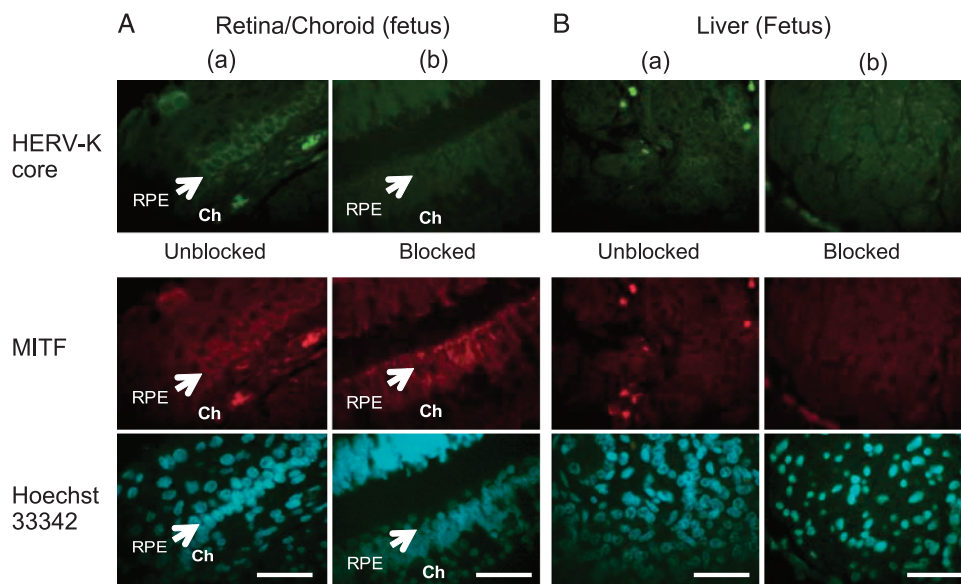 A Retina/Choroid (fetus) B Liver (Fetus)
(a) (b) (a) (b)
HERV-K
core
RPE Ch RPE Ch
Unblocked Blocked Unblocked Blocked
MITF
RPE Ch RPE Ch
Hoechst
33342
RPE Ch RPE Ch